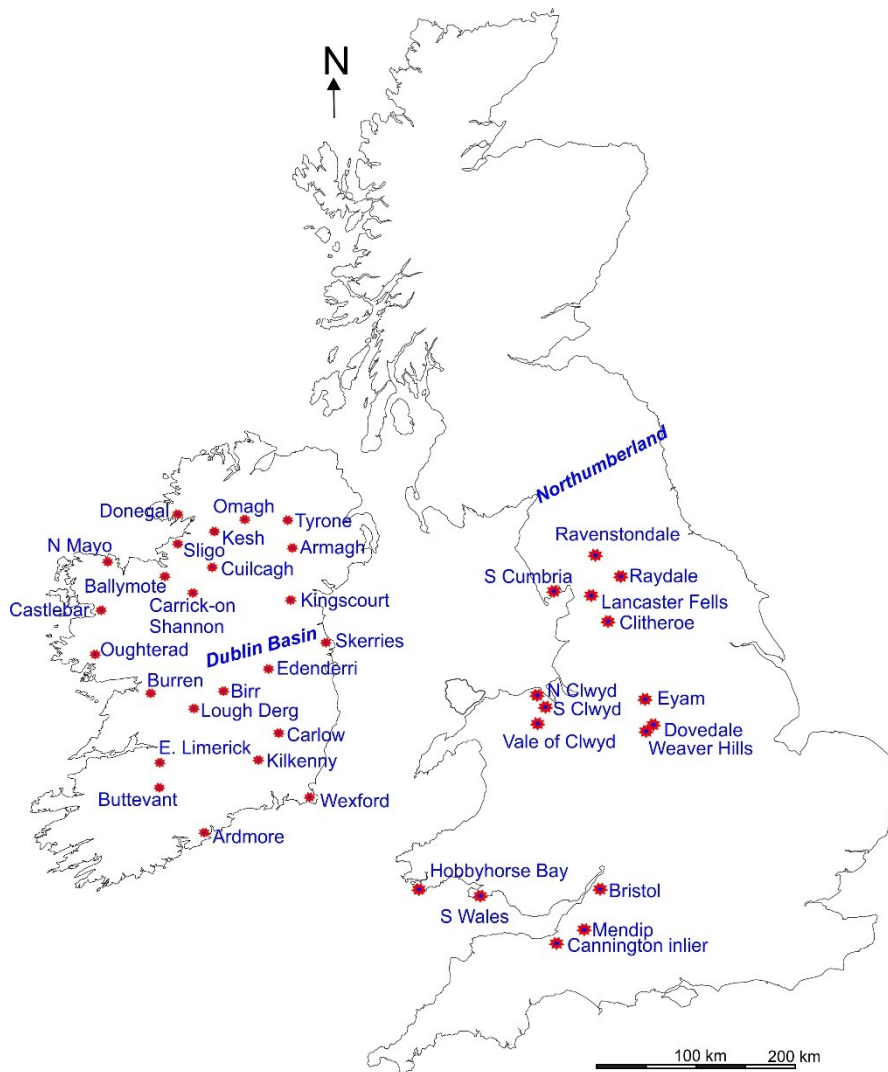 N
Northumberland
Donegal
Omagh
Tyrone
Kesh
N Mayo
Sligo
Armagh
Cuilcagh
Ballymote
Castlebar
Carrick-on
Shannon
Kingscourt
Oughterad
Dublin Basin
Skerries
Edenderri
Burren
Birr
Lough Derg
Carlow
E. Limerick
Kilkenny
Buttevant
Wexford
Ardmore
Ravenstondale
S Cumbria
Raydale
Lancaster Fells
Clitheroe
N Clwyd
S Clwyd
Eyam
Vale of Clwyd
Dovedale
Weaver Hills
Hobbyhorse Bay
Bristol
S Wales
Mendip
Cannington inlier
100 km
200 km